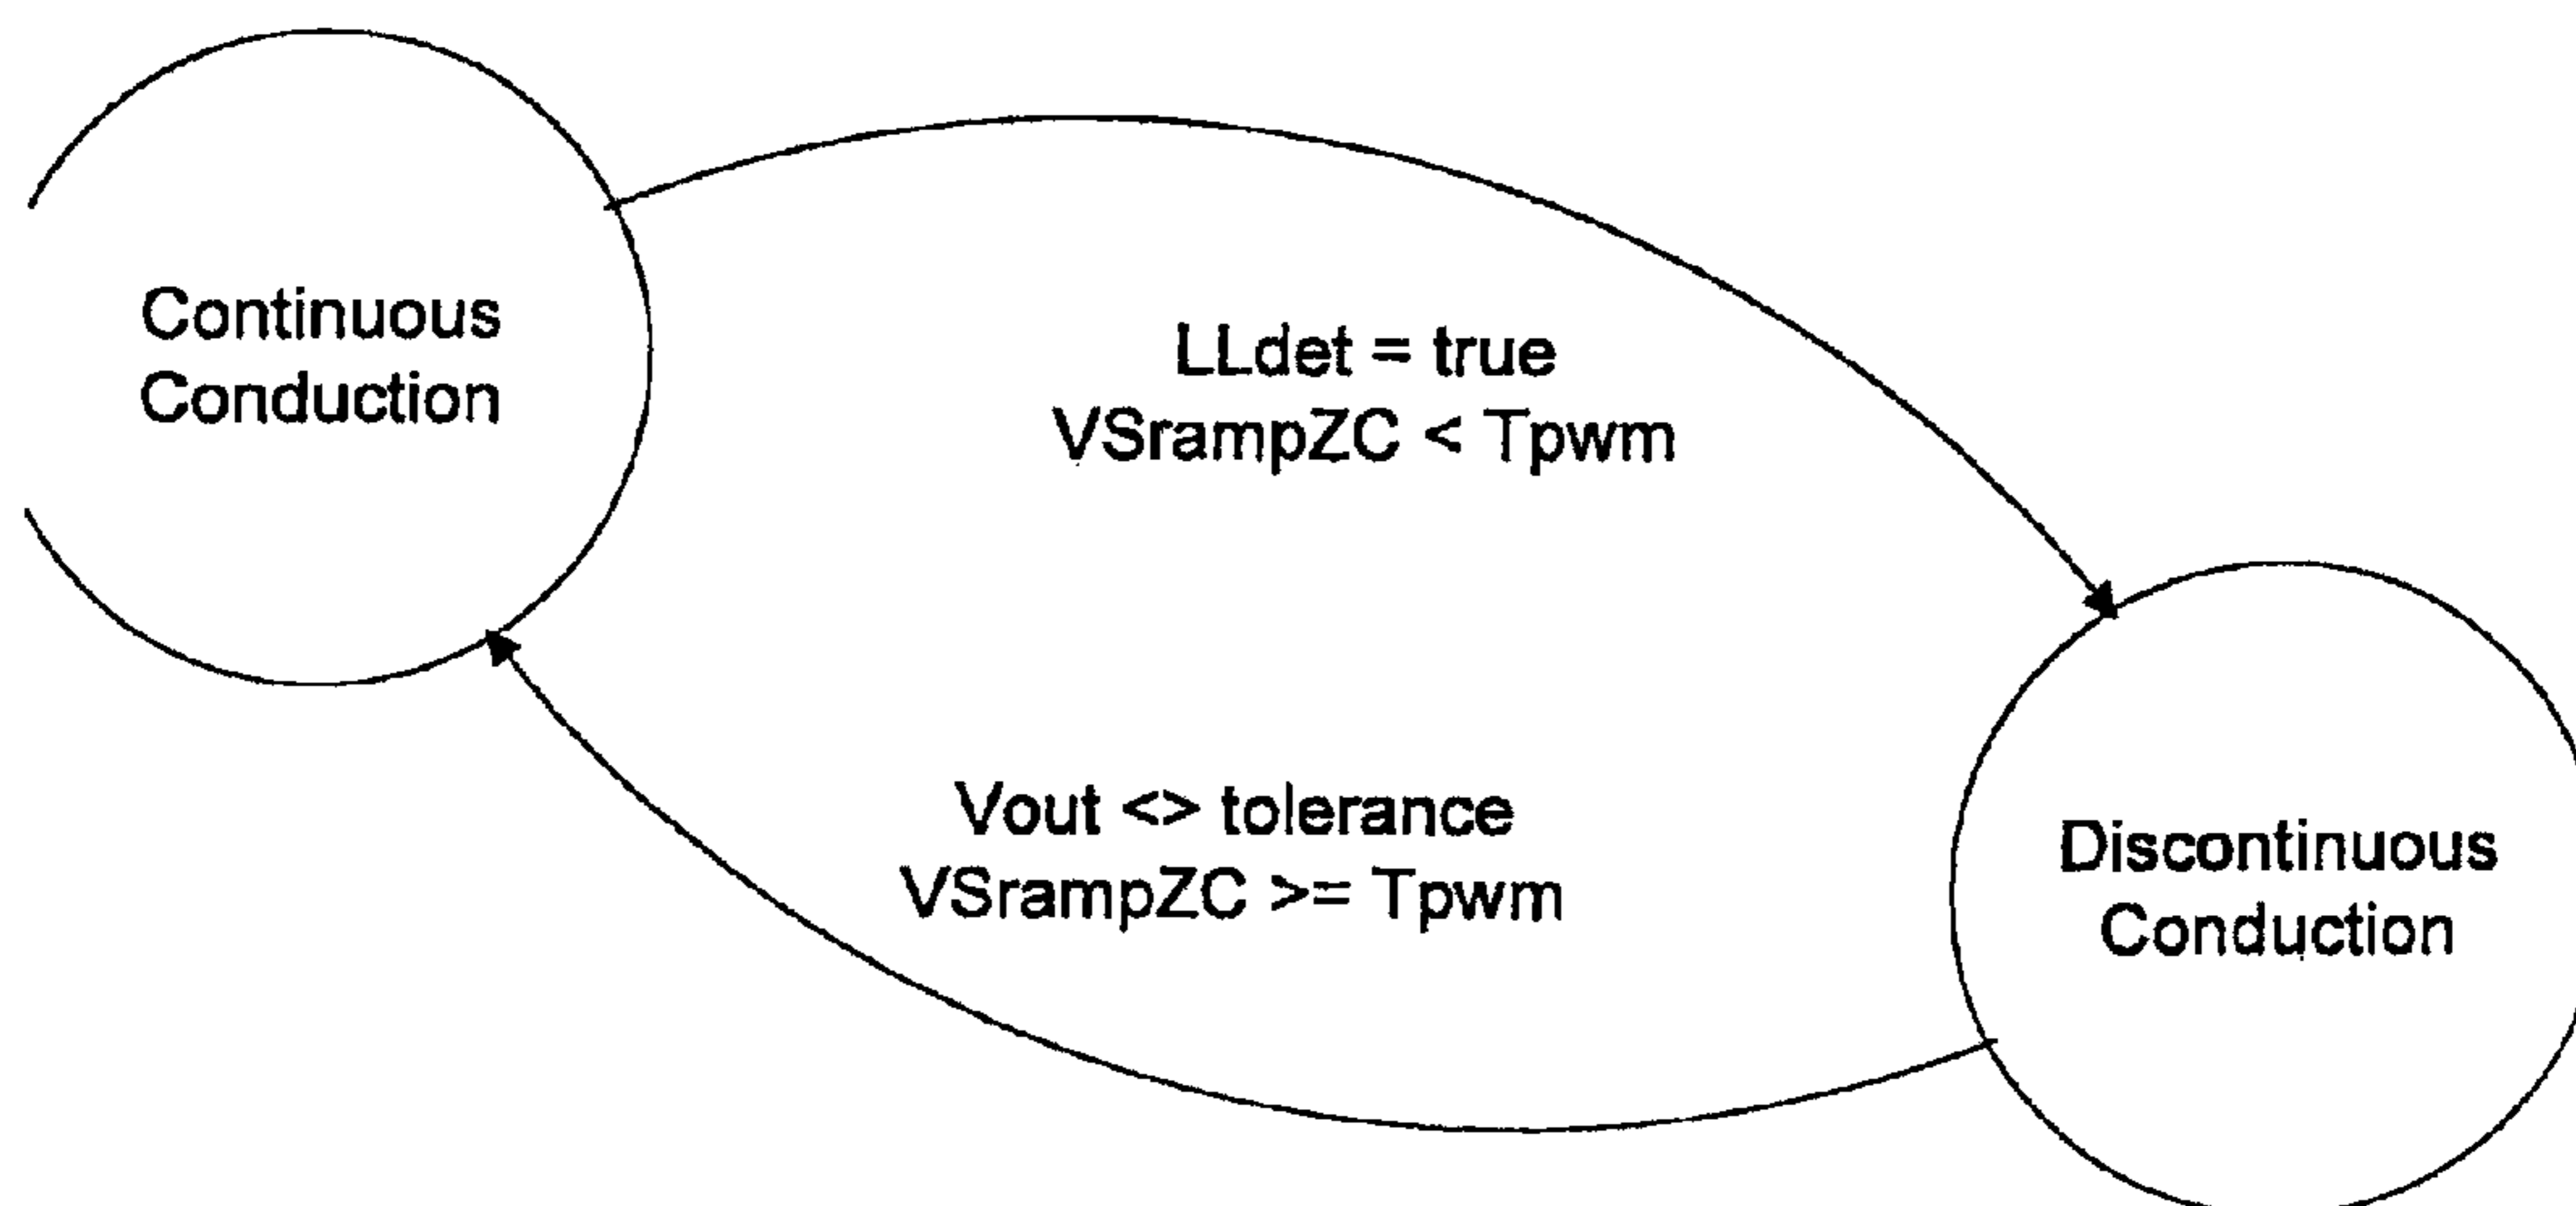 Continuous
Conduction
LLdet = true
VSrampZC < Tpwm
Vout <> tolerance
VSrampZC >= Tpwm
Discontinuous
Conduction